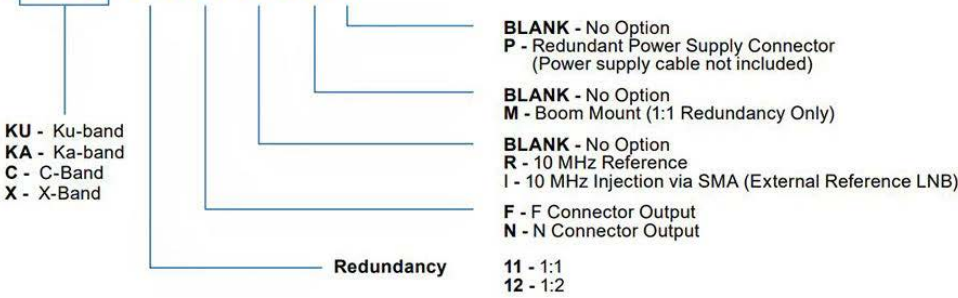 BLANK - No Option
P - Redundant Power Supply Connector
(Power supply cable not included)
BLANK - No Option
M - Boom Mount (1:1 Redundancy Only)
BLANK - No Option
R - 10 MHz Reference
I - 10 MHz Injection via SMA (External Reference LNB)
F - F Connector Output
N - N Connector Output
Redundancy
11 - 1:1
12 - 1:2
KU - Ku-band
KA - Ka-band
C - C-Band
X - X-Band